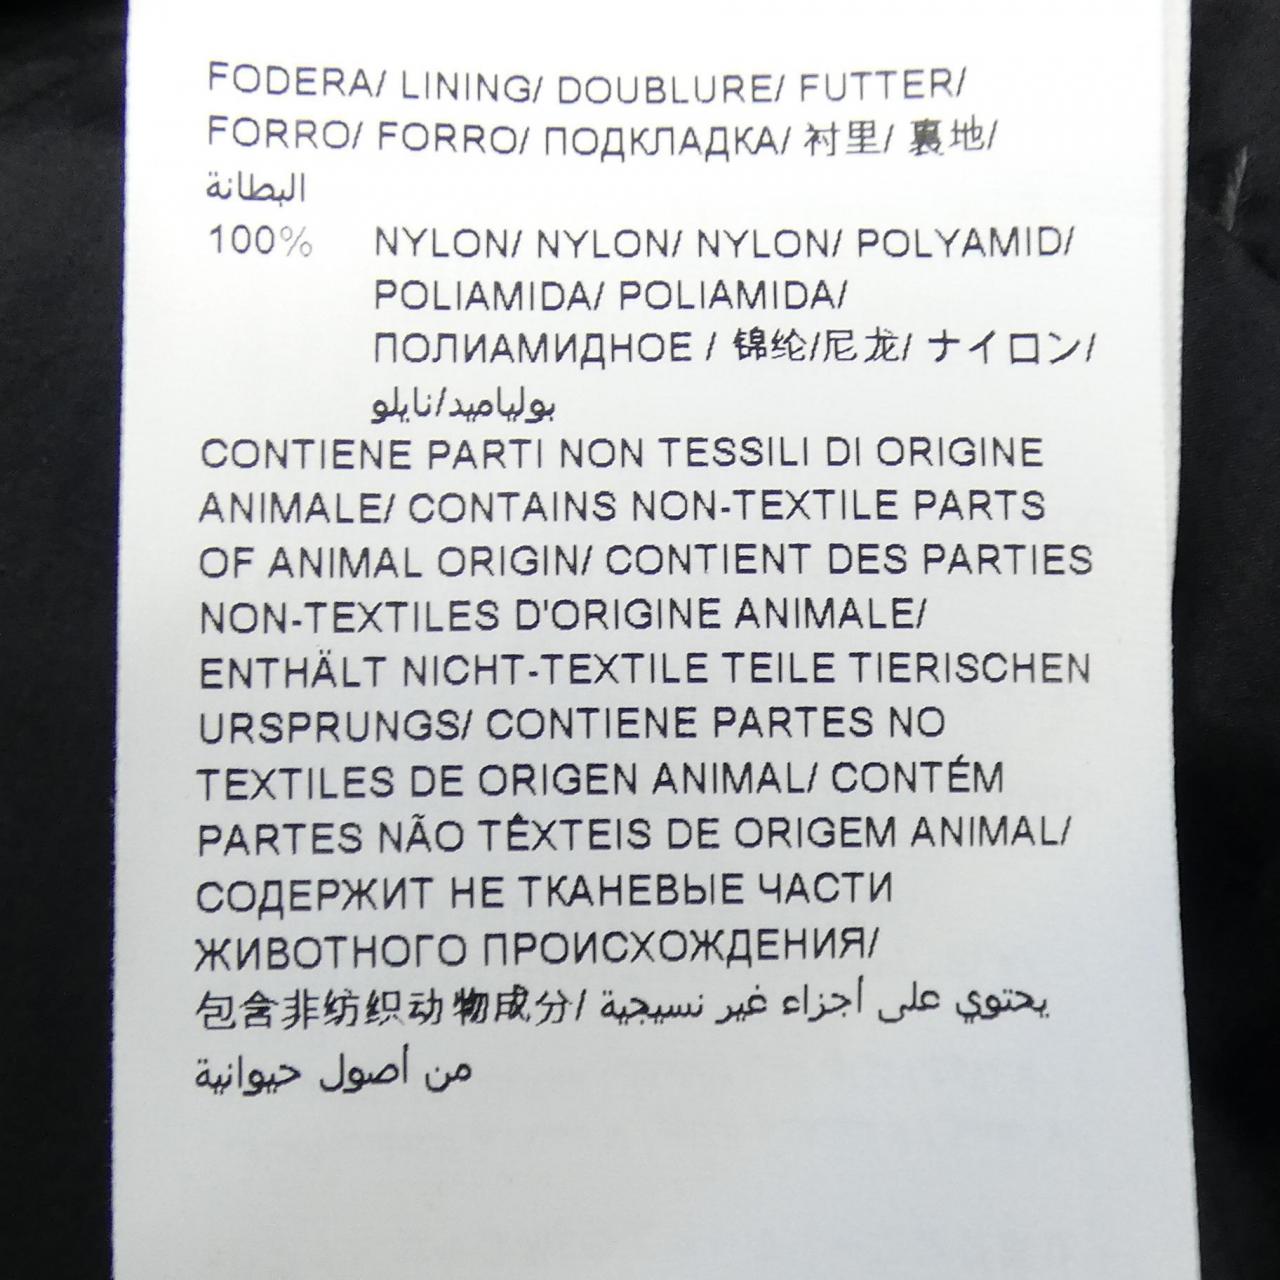 FODERA/ LINING/ DOUBLURE/ FUTTER/
FORRO/ FORRO/ ПОДКЛАДКА/ 衬里/ 裏地/
البطانة
100% NYLON/ NYLON/ NYLON/ POLYAMID/
POLIAMIDA/ POLIAMIDA/
ПОЛИАМИДНОЕ / 锦纶/尼龙/ ナイロン/
بولياميد/نايلو
CONTIENE PARTI NON TESSILI DI ORIGINE
ANIMALE/ CONTAINS NON-TEXTILE PARTS
OF ANIMAL ORIGIN/ CONTIENT DES PARTIES
NON-TEXTILES D'ORIGINE ANIMALE/
ENTHÄLT NICHT-TEXTILE TEILE TIERISCHEN
URSPRUNGS/ CONTIENE PARTES NO
TEXTILES DE ORIGEN ANIMAL/ CONTÉM
PARTES NÃO TÊXTEIS DE ORIGEM ANIMAL/
СОДЕРЖИТ НЕ ТКАНЕВЫЕ ЧАСТИ
ЖИВОТНОГО ПРОИСХОЖДЕНИЯ/
包含非纺织动物成分/ يحتوي على أجزاء غير نسيجية
من أصول حيوانية